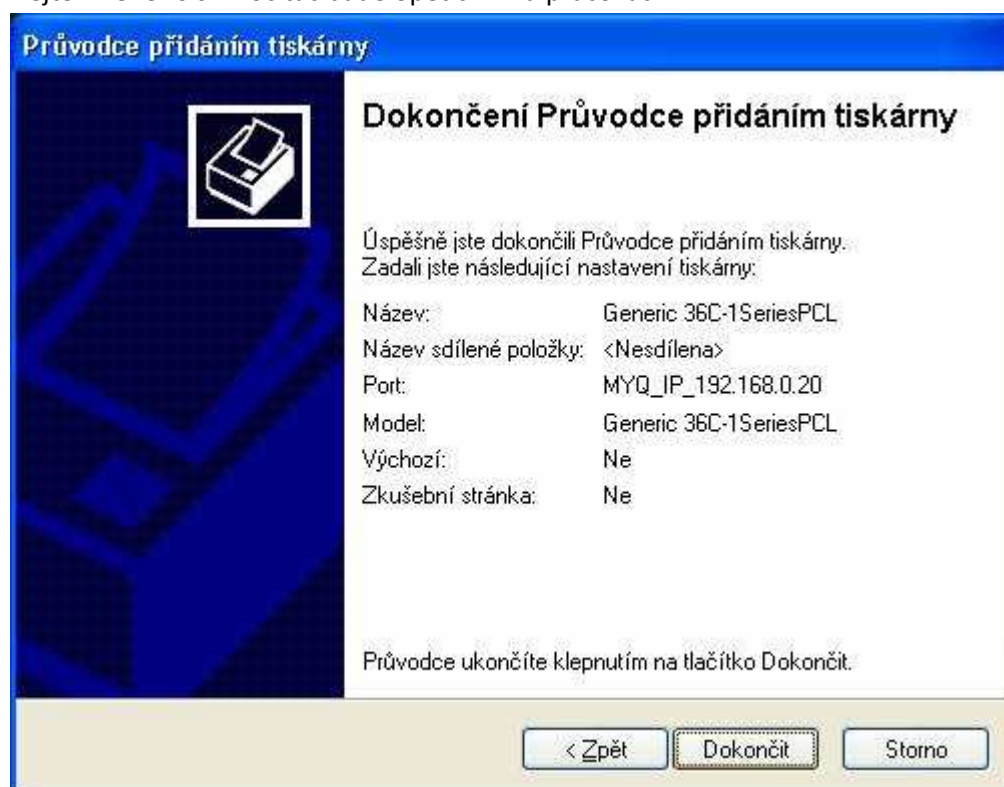 Průvodce přidáním tiskárny
Dokončení Průvodce přidáním tiskárny
Úspěšně jste dokončili Průvodce přidáním tiskárny.
Zadali jste následující nastavení tiskárny:
Název: Generic 36C-1SeriesPCL
Název sdílené položky: <Nesdílena>
Port: MYQ_IP_192.168.0.20
Model: Generic 36C-1SeriesPCL
Výchozí: Ne
Zkušební stránka: Ne
Průvodce ukončíte klepnutím na tlačítko Dokončit.
< Zpět Dokončit Storno